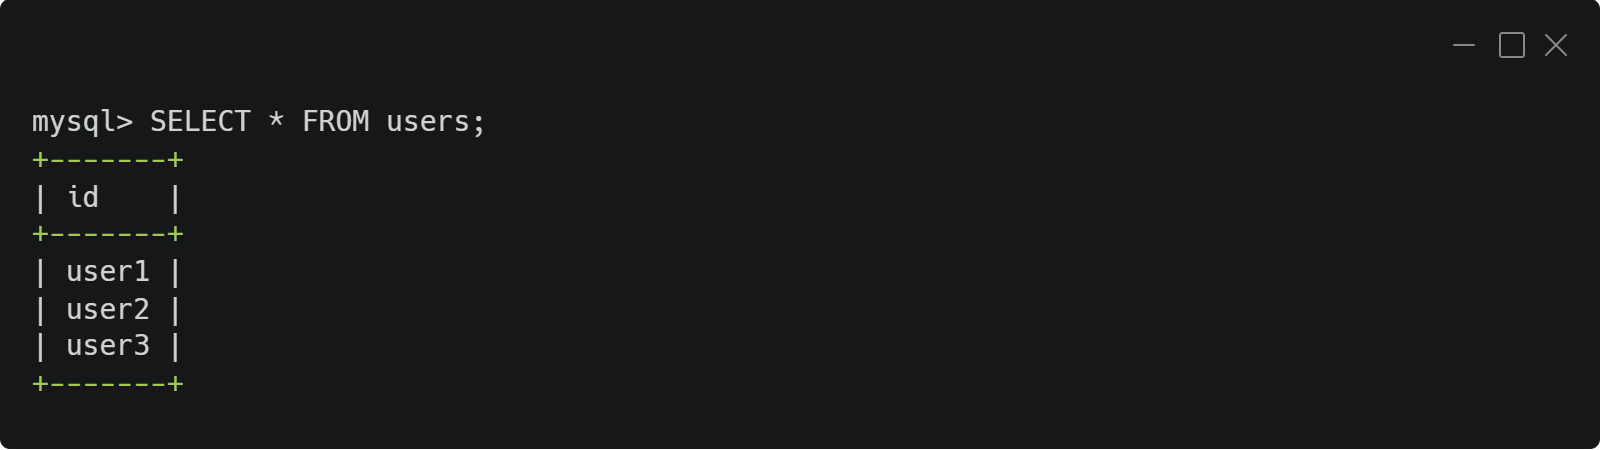 mysql> SELECT * FROM users;
+-------+
| id    |
+-------+
| user1 |
| user2 |
| user3 |
+-------+